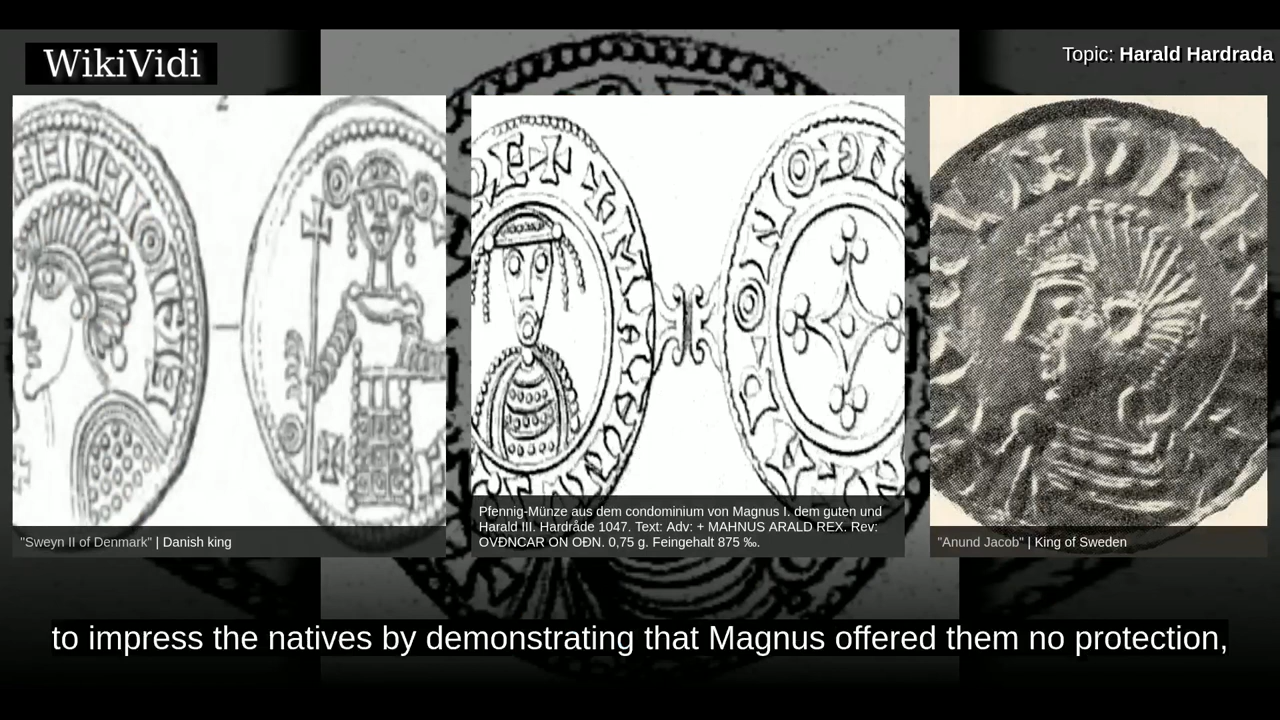 WikiVidi
Topic: Harald Hardrada
2
"Sweyn II of Denmark" | Danish king
Pfennig-Münze aus dem condominium von Magnus I. dem guten und
Harald III. Hardråde 1047. Text: Adv: + MAHNUS ARALD REX. Rev:
OVÐNCAR ON OÐN. 0,75 g. Feingehalt 875 ‰.
"Anund Jacob" | King of Sweden
to impress the natives by demonstrating that Magnus offered them no protection,